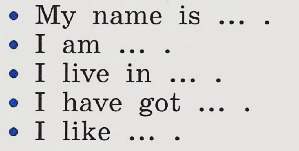 • My name is ... .
• I am ... .
• I live in ... .
• I have got ... .
• I like ... .